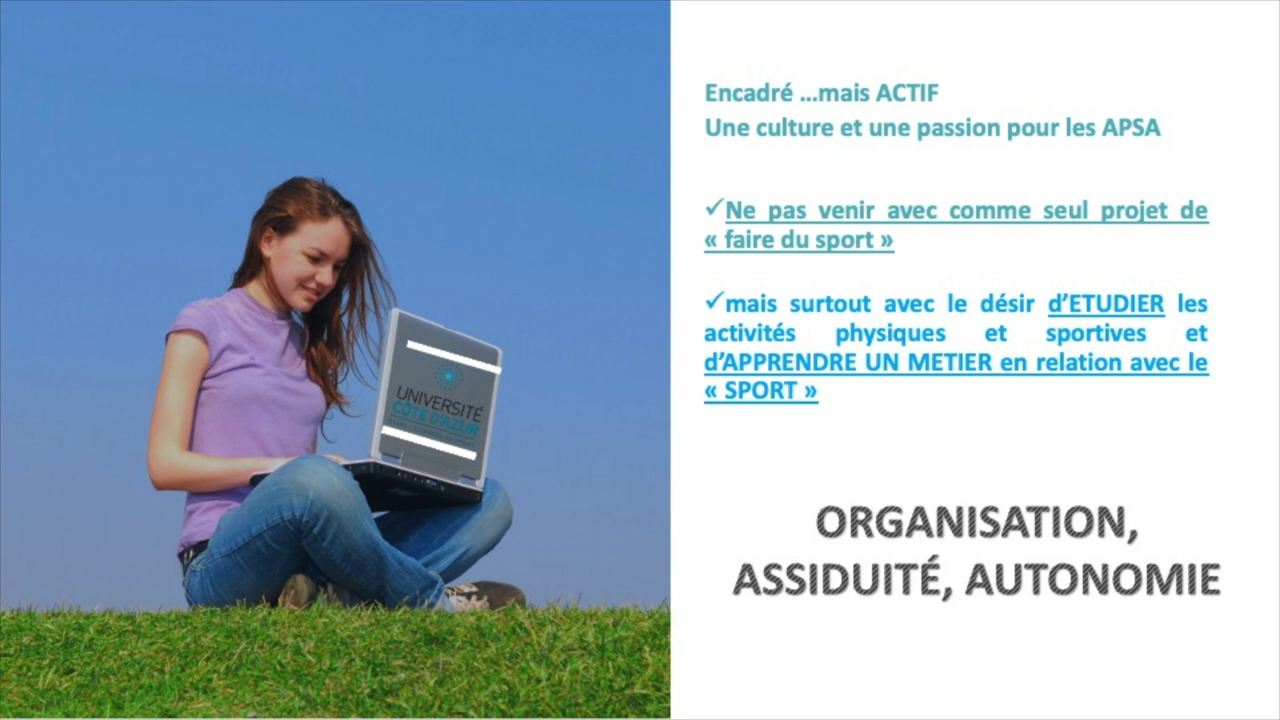 Encadré ...mais ACTIF
Une culture et une passion pour les APSA
✓Ne pas venir avec comme seul projet de
« faire du sport »
✓mais surtout avec le désir d'ETUDIER les
activités physiques et sportives et
d'APPRENDRE UN METIER en relation avec le
« SPORT »
ORGANISATION,
ASSIDUITÉ, AUTONOMIE
UNIVERSITÉ
CÔTE D'AZUR